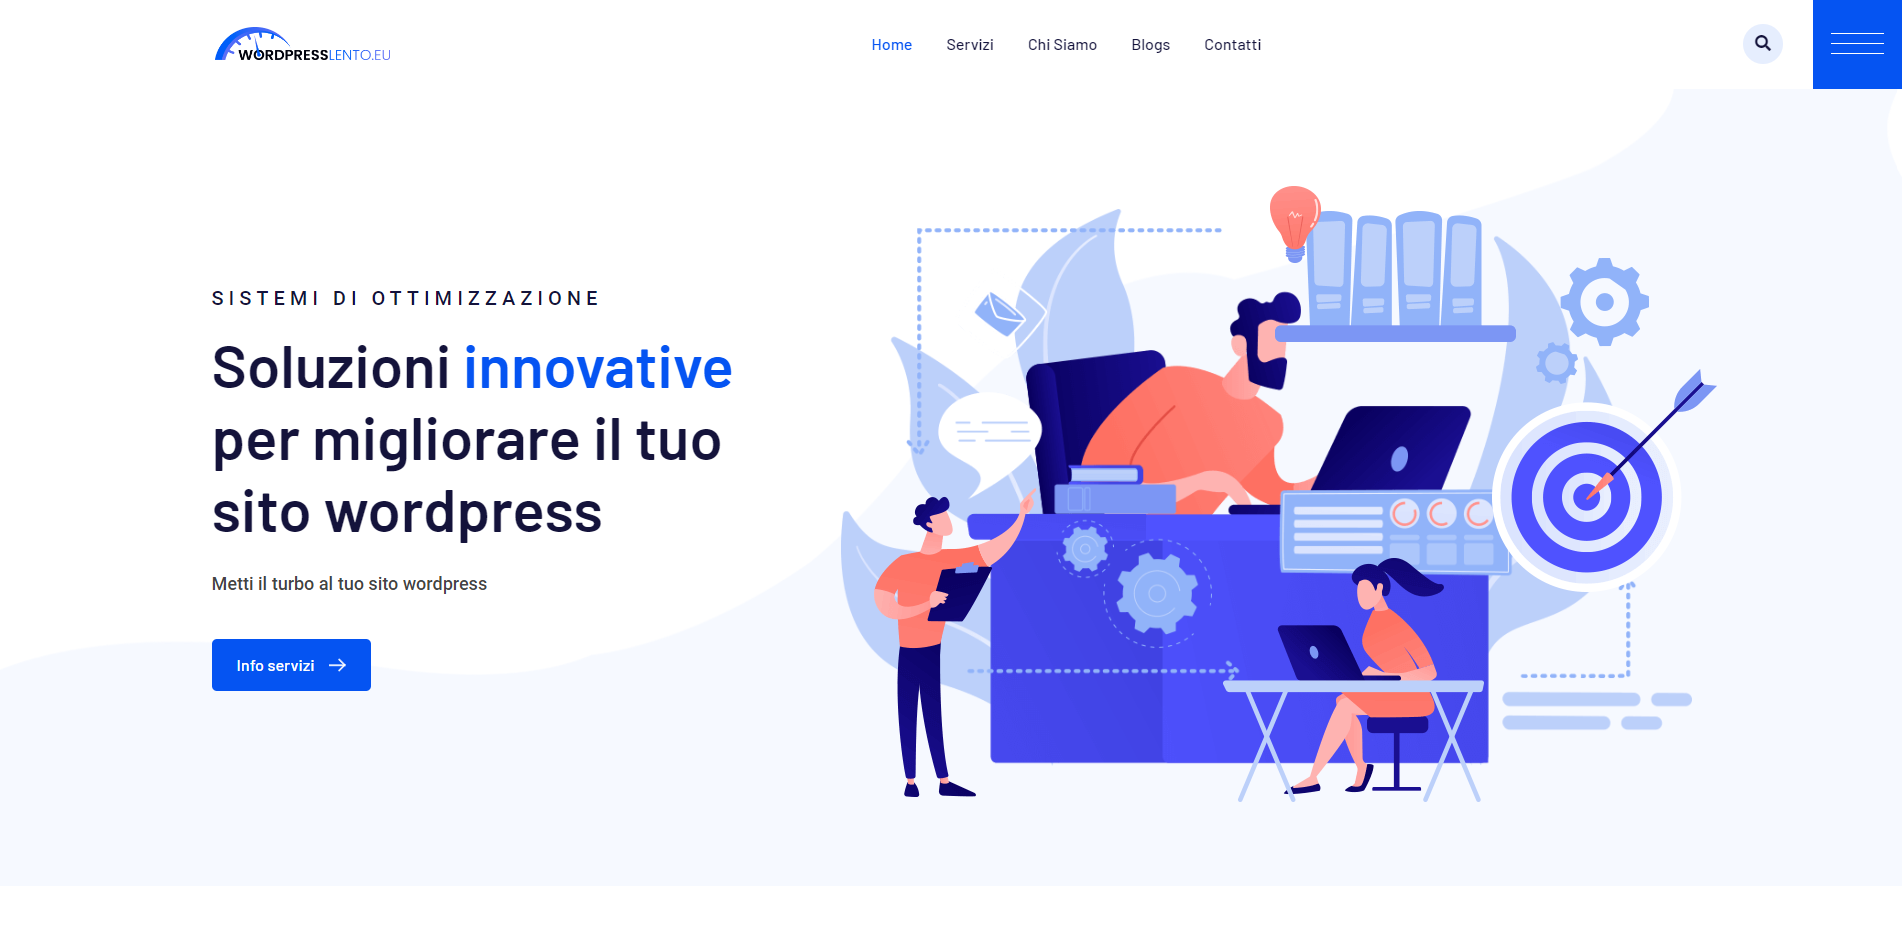 WORDPRESSLENTO.EU
Home Servizi Chi Siamo Blogs Contatti
SISTEMI DI OTTIMIZZAZIONE
Soluzioni innovative
per migliorare il tuo
sito wordpress
Metti il turbo al tuo sito wordpress
Info servizi